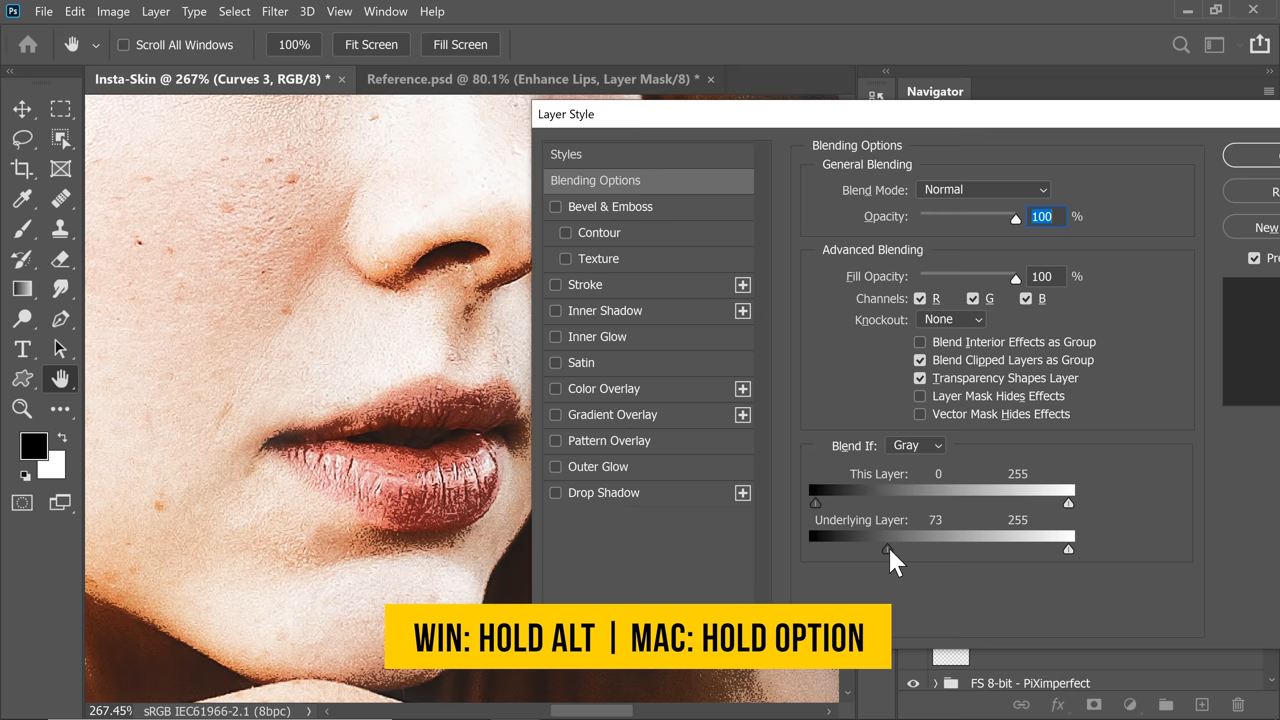 Ps File Edit Image Layer Type Select Filter 3D View Window Help
Scroll All Windows 100% Fit Screen Fill Screen
Insta-Skin @ 267% (Curves 3, RGB/8) * × Reference.psd @ 80.1% (Enhance Lips, Layer Mask/8) * ×
Navigator
Layer Style
Styles
Blending Options
Bevel & Emboss
Contour
Texture
Stroke
Inner Shadow
Inner Glow
Satin
Color Overlay
Gradient Overlay
Pattern Overlay
Outer Glow
Drop Shadow
Blending Options
General Blending
Blend Mode: Normal
Opacity: 100 %
Advanced Blending
Fill Opacity: 100 %
Channels: R G B
Knockout: None
Blend Interior Effects as Group
Blend Clipped Layers as Group
Transparency Shapes Layer
Layer Mask Hides Effects
Vector Mask Hides Effects
Blend If: Gray
This Layer: 0 255
Underlying Layer: 73 255
New
WIN: HOLD ALT | MAC: HOLD OPTION
FS 8-bit - PiXimperfect
fx
267.45% sRGB IEC61966-2.1 (8bpc)